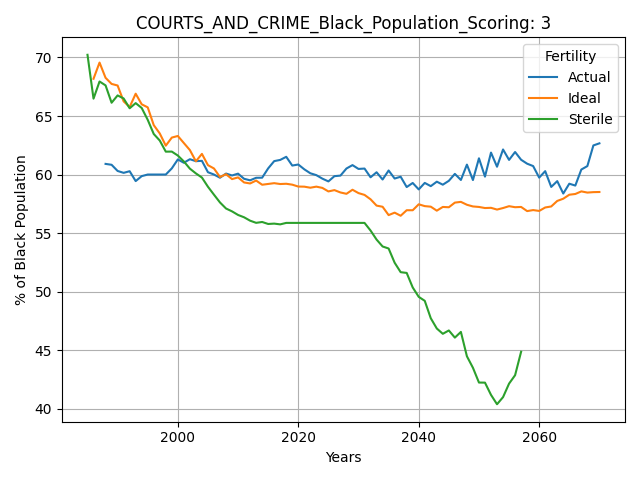 COURTS_AND_CRIME_Black_Population_Scoring: 3
Fertility
Actual
Ideal
Sterile
% of Black Population
70
65
60
55
50
45
40
2000 2020 2040 2060
Years